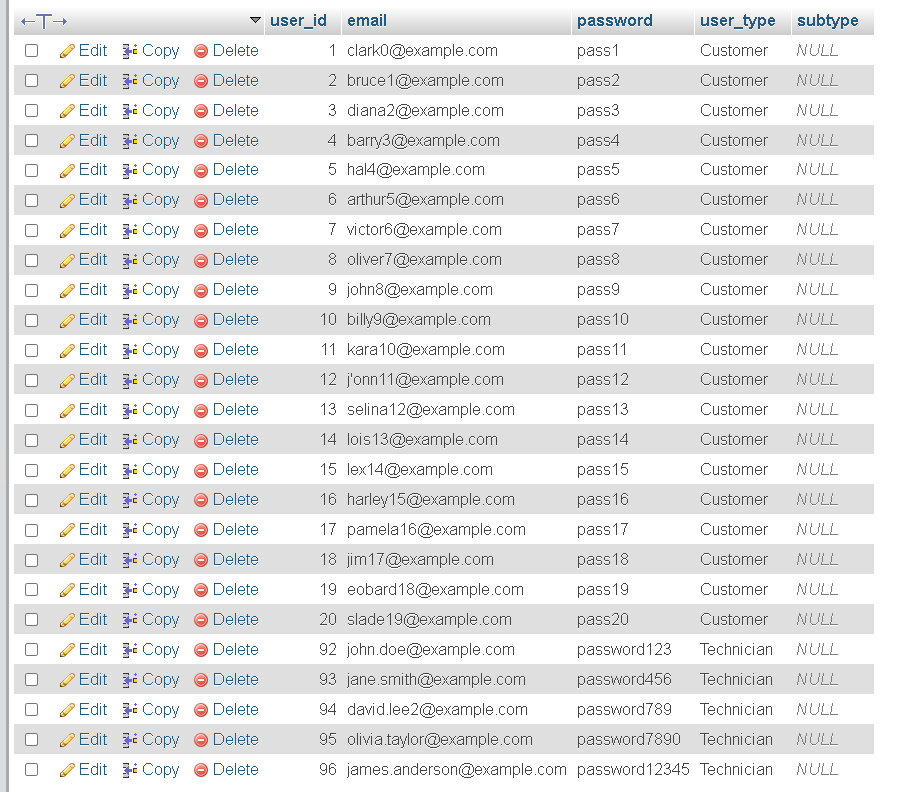 ←T→ user_id email password user_type subtype
Edit Copy Delete 1 clark0@example.com pass1 Customer NULL
Edit Copy Delete 2 bruce1@example.com pass2 Customer NULL
Edit Copy Delete 3 diana2@example.com pass3 Customer NULL
Edit Copy Delete 4 barry3@example.com pass4 Customer NULL
Edit Copy Delete 5 hal4@example.com pass5 Customer NULL
Edit Copy Delete 6 arthur5@example.com pass6 Customer NULL
Edit Copy Delete 7 victor6@example.com pass7 Customer NULL
Edit Copy Delete 8 oliver7@example.com pass8 Customer NULL
Edit Copy Delete 9 john8@example.com pass9 Customer NULL
Edit Copy Delete 10 billy9@example.com pass10 Customer NULL
Edit Copy Delete 11 kara10@example.com pass11 Customer NULL
Edit Copy Delete 12 j'onn11@example.com pass12 Customer NULL
Edit Copy Delete 13 selina12@example.com pass13 Customer NULL
Edit Copy Delete 14 lois13@example.com pass14 Customer NULL
Edit Copy Delete 15 lex14@example.com pass15 Customer NULL
Edit Copy Delete 16 harley15@example.com pass16 Customer NULL
Edit Copy Delete 17 pamela16@example.com pass17 Customer NULL
Edit Copy Delete 18 jim17@example.com pass18 Customer NULL
Edit Copy Delete 19 eobard18@example.com pass19 Customer NULL
Edit Copy Delete 20 slade19@example.com pass20 Customer NULL
Edit Copy Delete 92 john.doe@example.com password123 Technician NULL
Edit Copy Delete 93 jane.smith@example.com password456 Technician NULL
Edit Copy Delete 94 david.lee2@example.com password789 Technician NULL
Edit Copy Delete 95 olivia.taylor@example.com password7890 Technician NULL
Edit Copy Delete 96 james.anderson@example.com password12345 Technician NULL